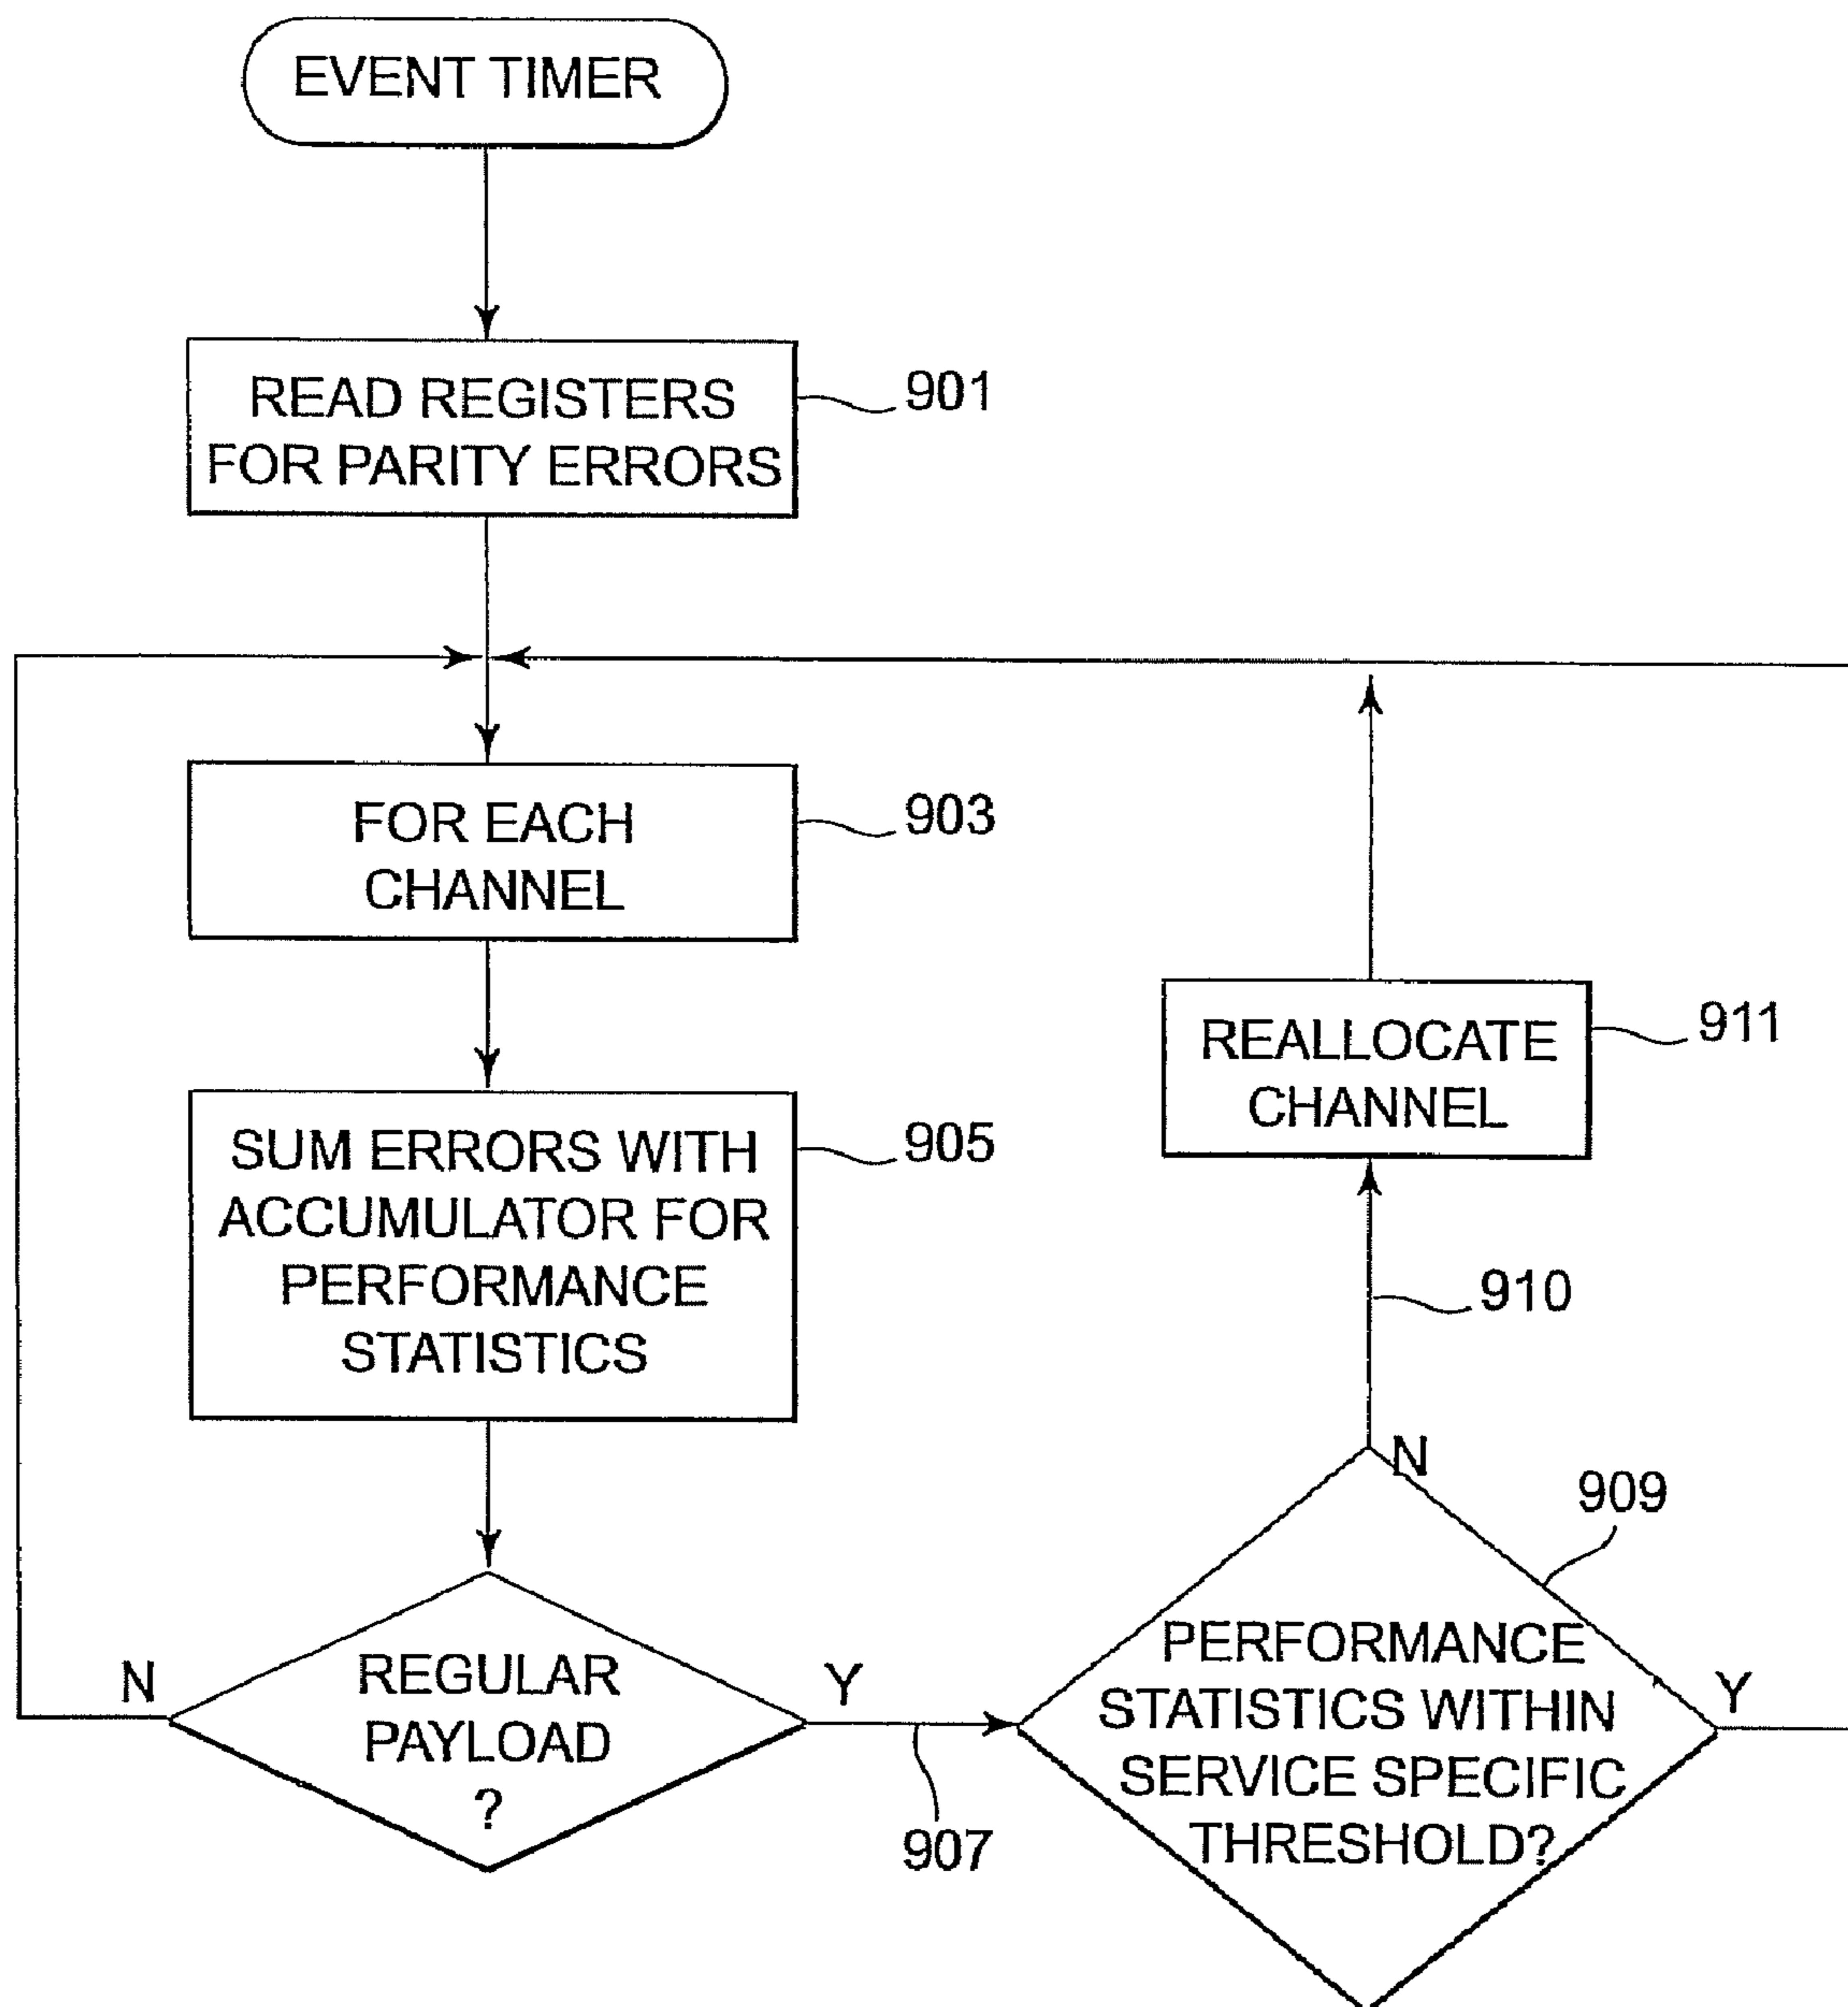 EVENT TIMER
READ REGISTERS
FOR PARITY ERRORS
901
FOR EACH
CHANNEL
903
SUM ERRORS WITH
ACCUMULATOR FOR
PERFORMANCE
STATISTICS
905
REGULAR
PAYLOAD
?
N
Y
907
PERFORMANCE
STATISTICS WITHIN
SERVICE SPECIFIC
THRESHOLD?
909
N
Y
910
REALLOCATE
CHANNEL
911